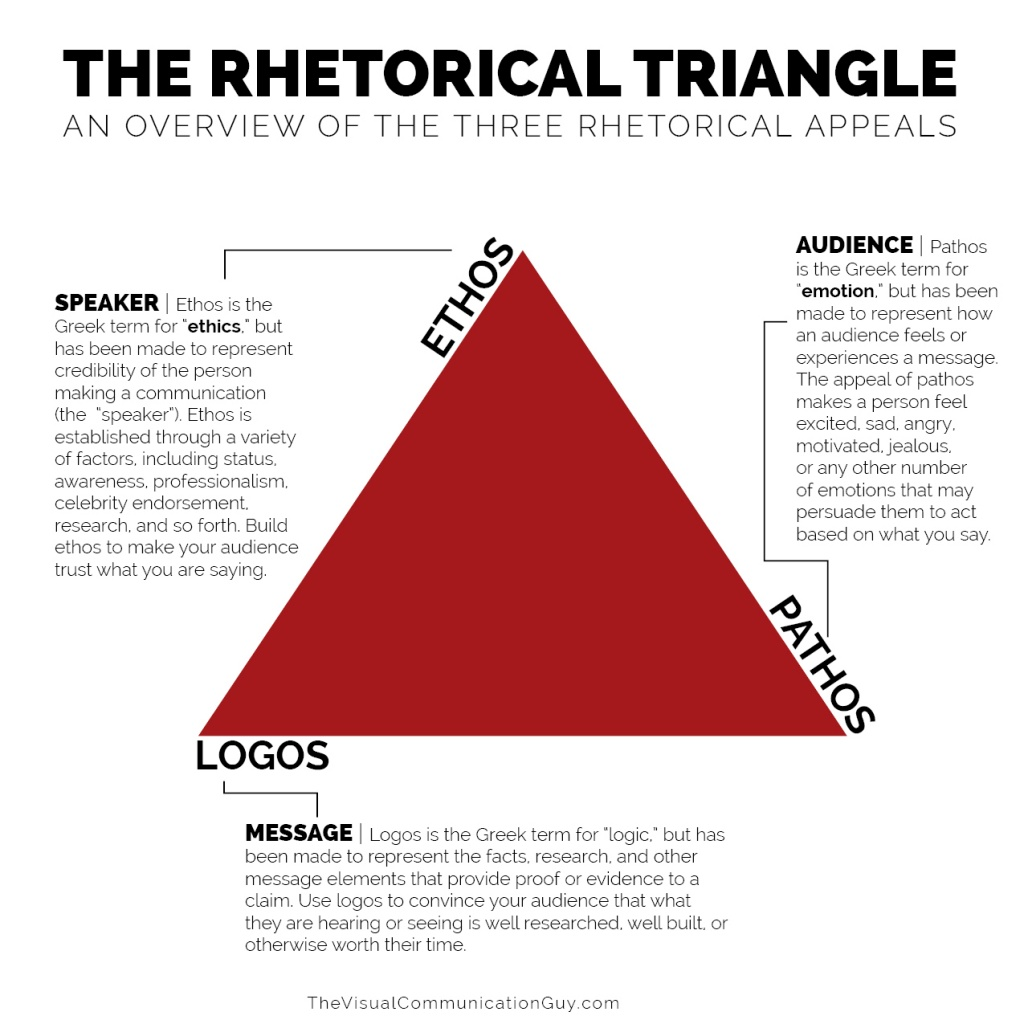 THE RHETORICAL TRIANGLE
AN OVERVIEW OF THE THREE RHETORICAL APPEALS
ETHOS
SPEAKER | Ethos is the
Greek term for “ethics,” but
has been made to represent
credibility of the person
making a communication
(the “speaker”). Ethos is
established through a variety
of factors, including status,
awareness, professionalism,
celebrity endorsement,
research, and so forth. Build
ethos to make your audience
trust what you are saying.
AUDIENCE | Pathos
is the Greek term for
“emotion,” but has been
made to represent how
an audience feels or
experiences a message.
The appeal of pathos
makes a person feel
excited, sad, angry,
motivated, jealous,
or any other number
of emotions that may
persuade them to act
based on what you say.
PATHOS
LOGOS
MESSAGE | Logos is the Greek term for “logic,” but has
been made to represent the facts, research, and other
message elements that provide proof or evidence to a
claim. Use logos to convince your audience that what
they are hearing or seeing is well researched, well built, or
otherwise worth their time.
TheVisualCommunicationGuy.com